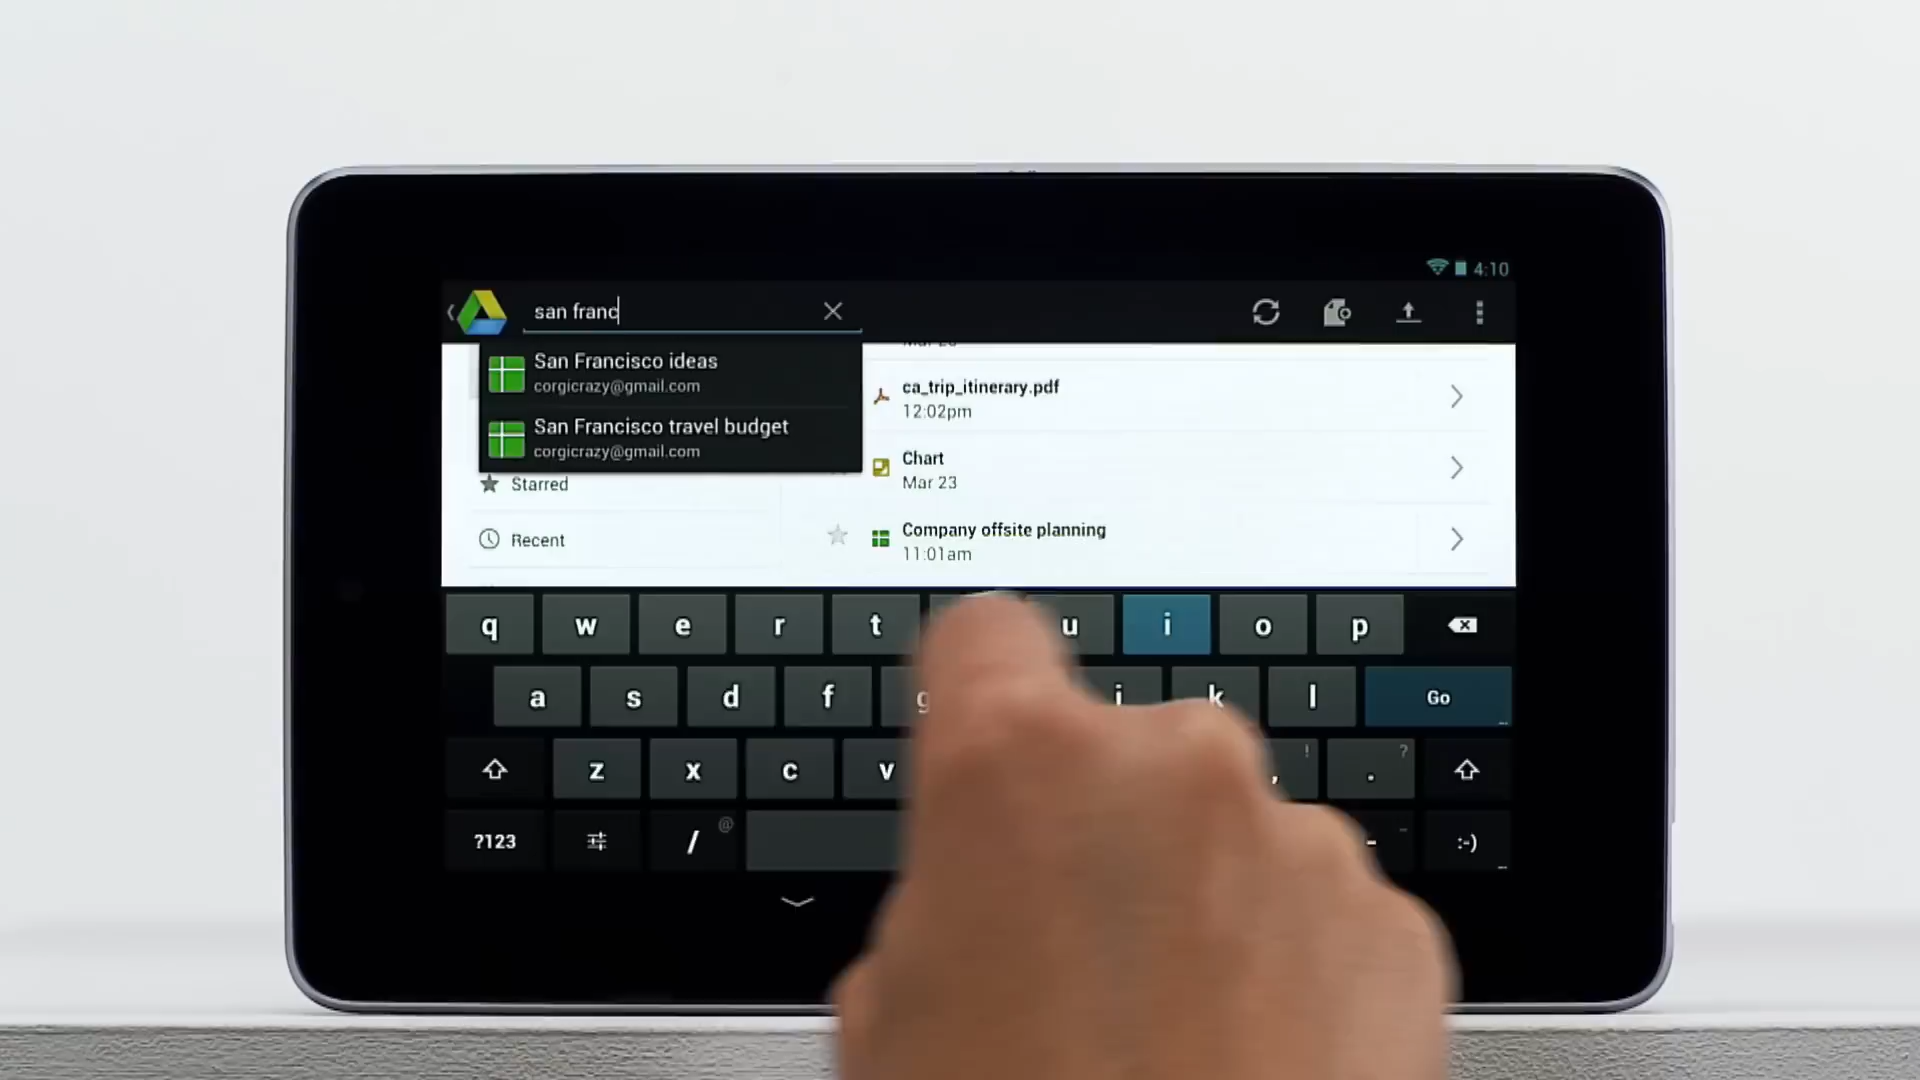 4:10
san franc
San Francisco ideas
corgicrazy@gmail.com
San Francisco travel budget
corgicrazy@gmail.com
Starred
Recent
ca_trip_itinerary.pdf
12:02pm
Chart
Mar 23
Company offsite planning
11:01am
q w e r t u i o p
a s d f g j k l Go
z x c v , ! . ?
?123 / @ - :-)